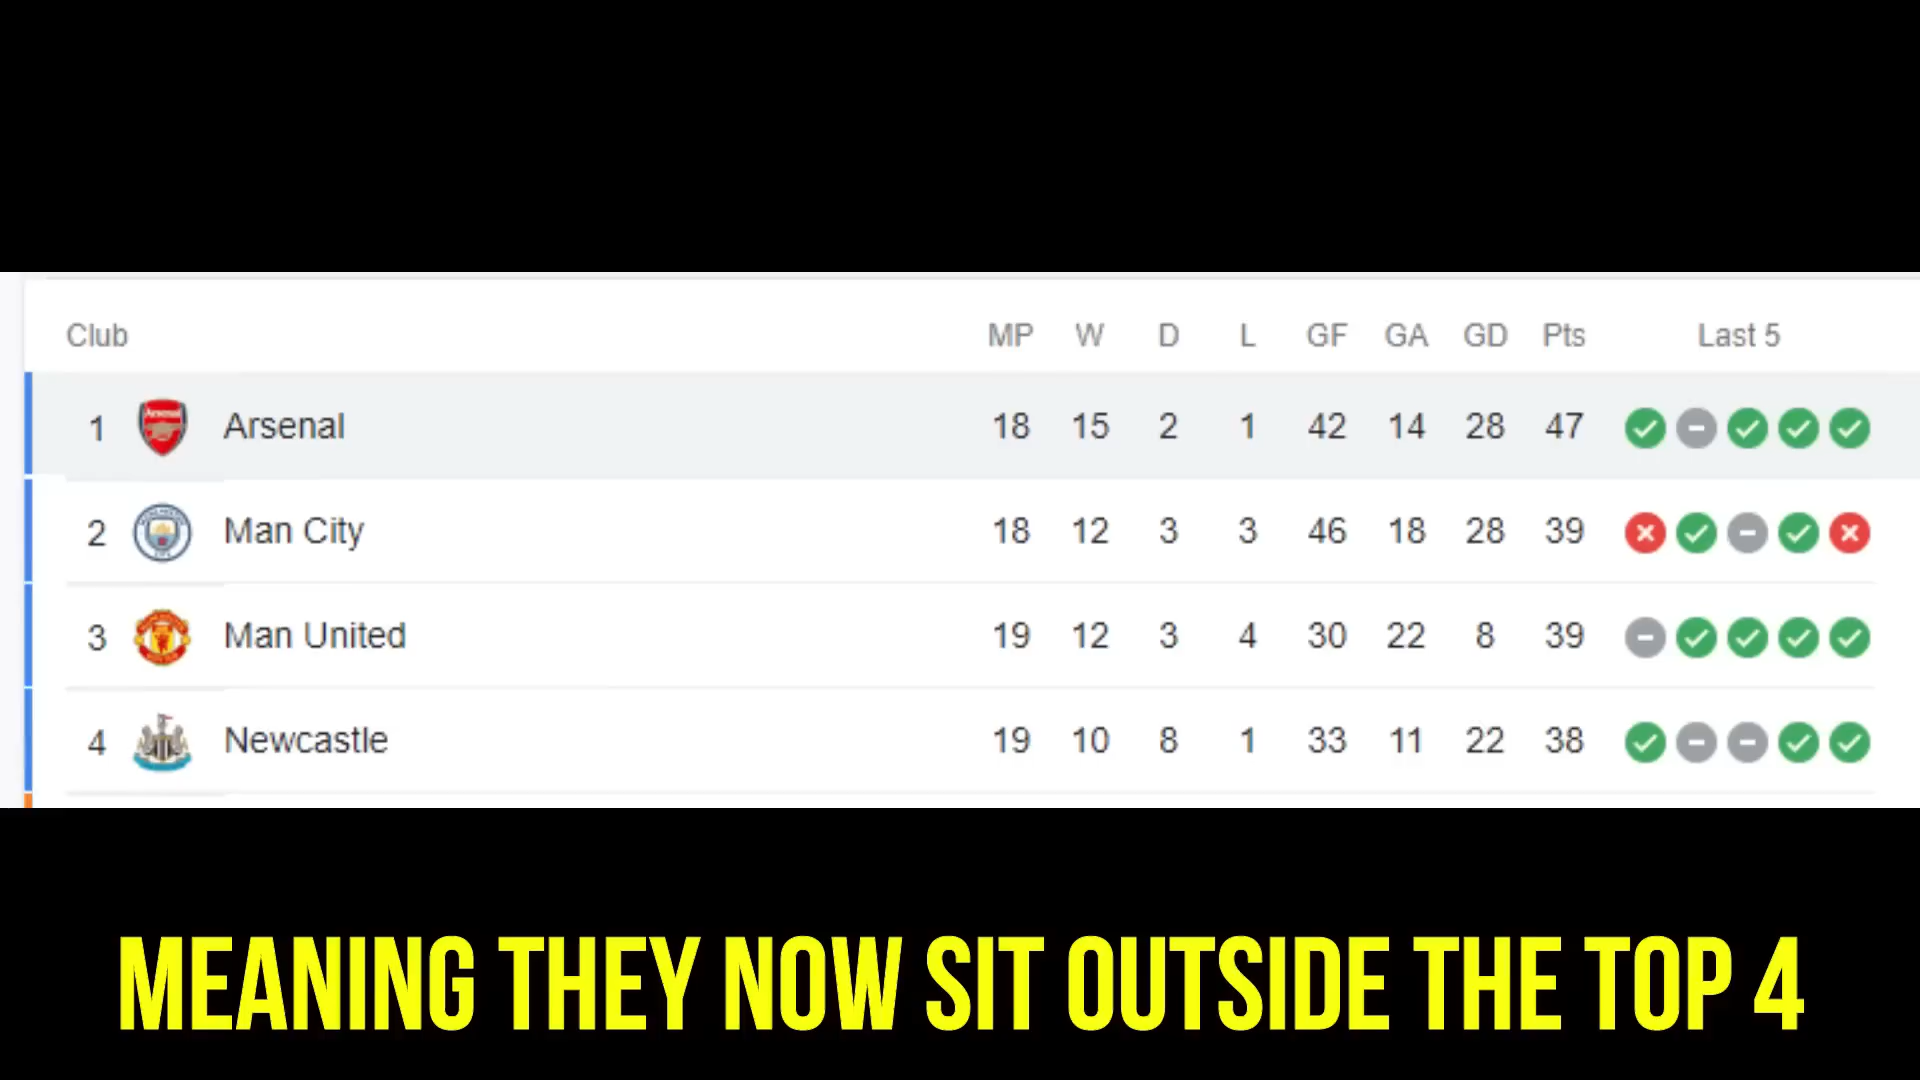 Club MP W D L GF GA GD Pts Last 5
1 Arsenal 18 15 2 1 42 14 28 47
2 Man City 18 12 3 3 46 18 28 39
3 Man United 19 12 3 4 30 22 8 39
4 Newcastle 19 10 8 1 33 11 22 38
MEANING THEY NOW SIT OUTSIDE THE TOP 4